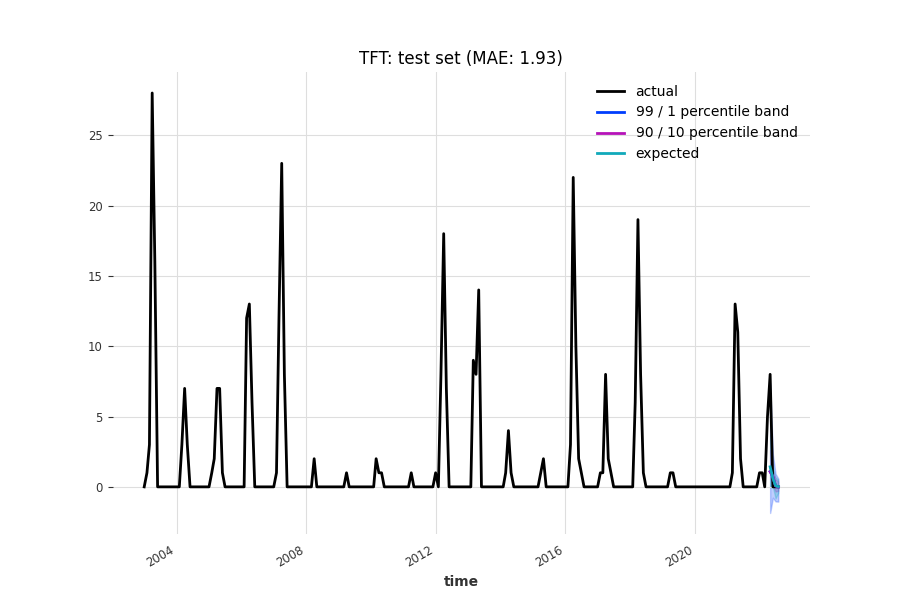 TFT: test set (MAE: 1.93)
actual
99 / 1 percentile band
90 / 10 percentile band
expected
25
20
15
10
5
0
2004
2008
2012
2016
2020
time